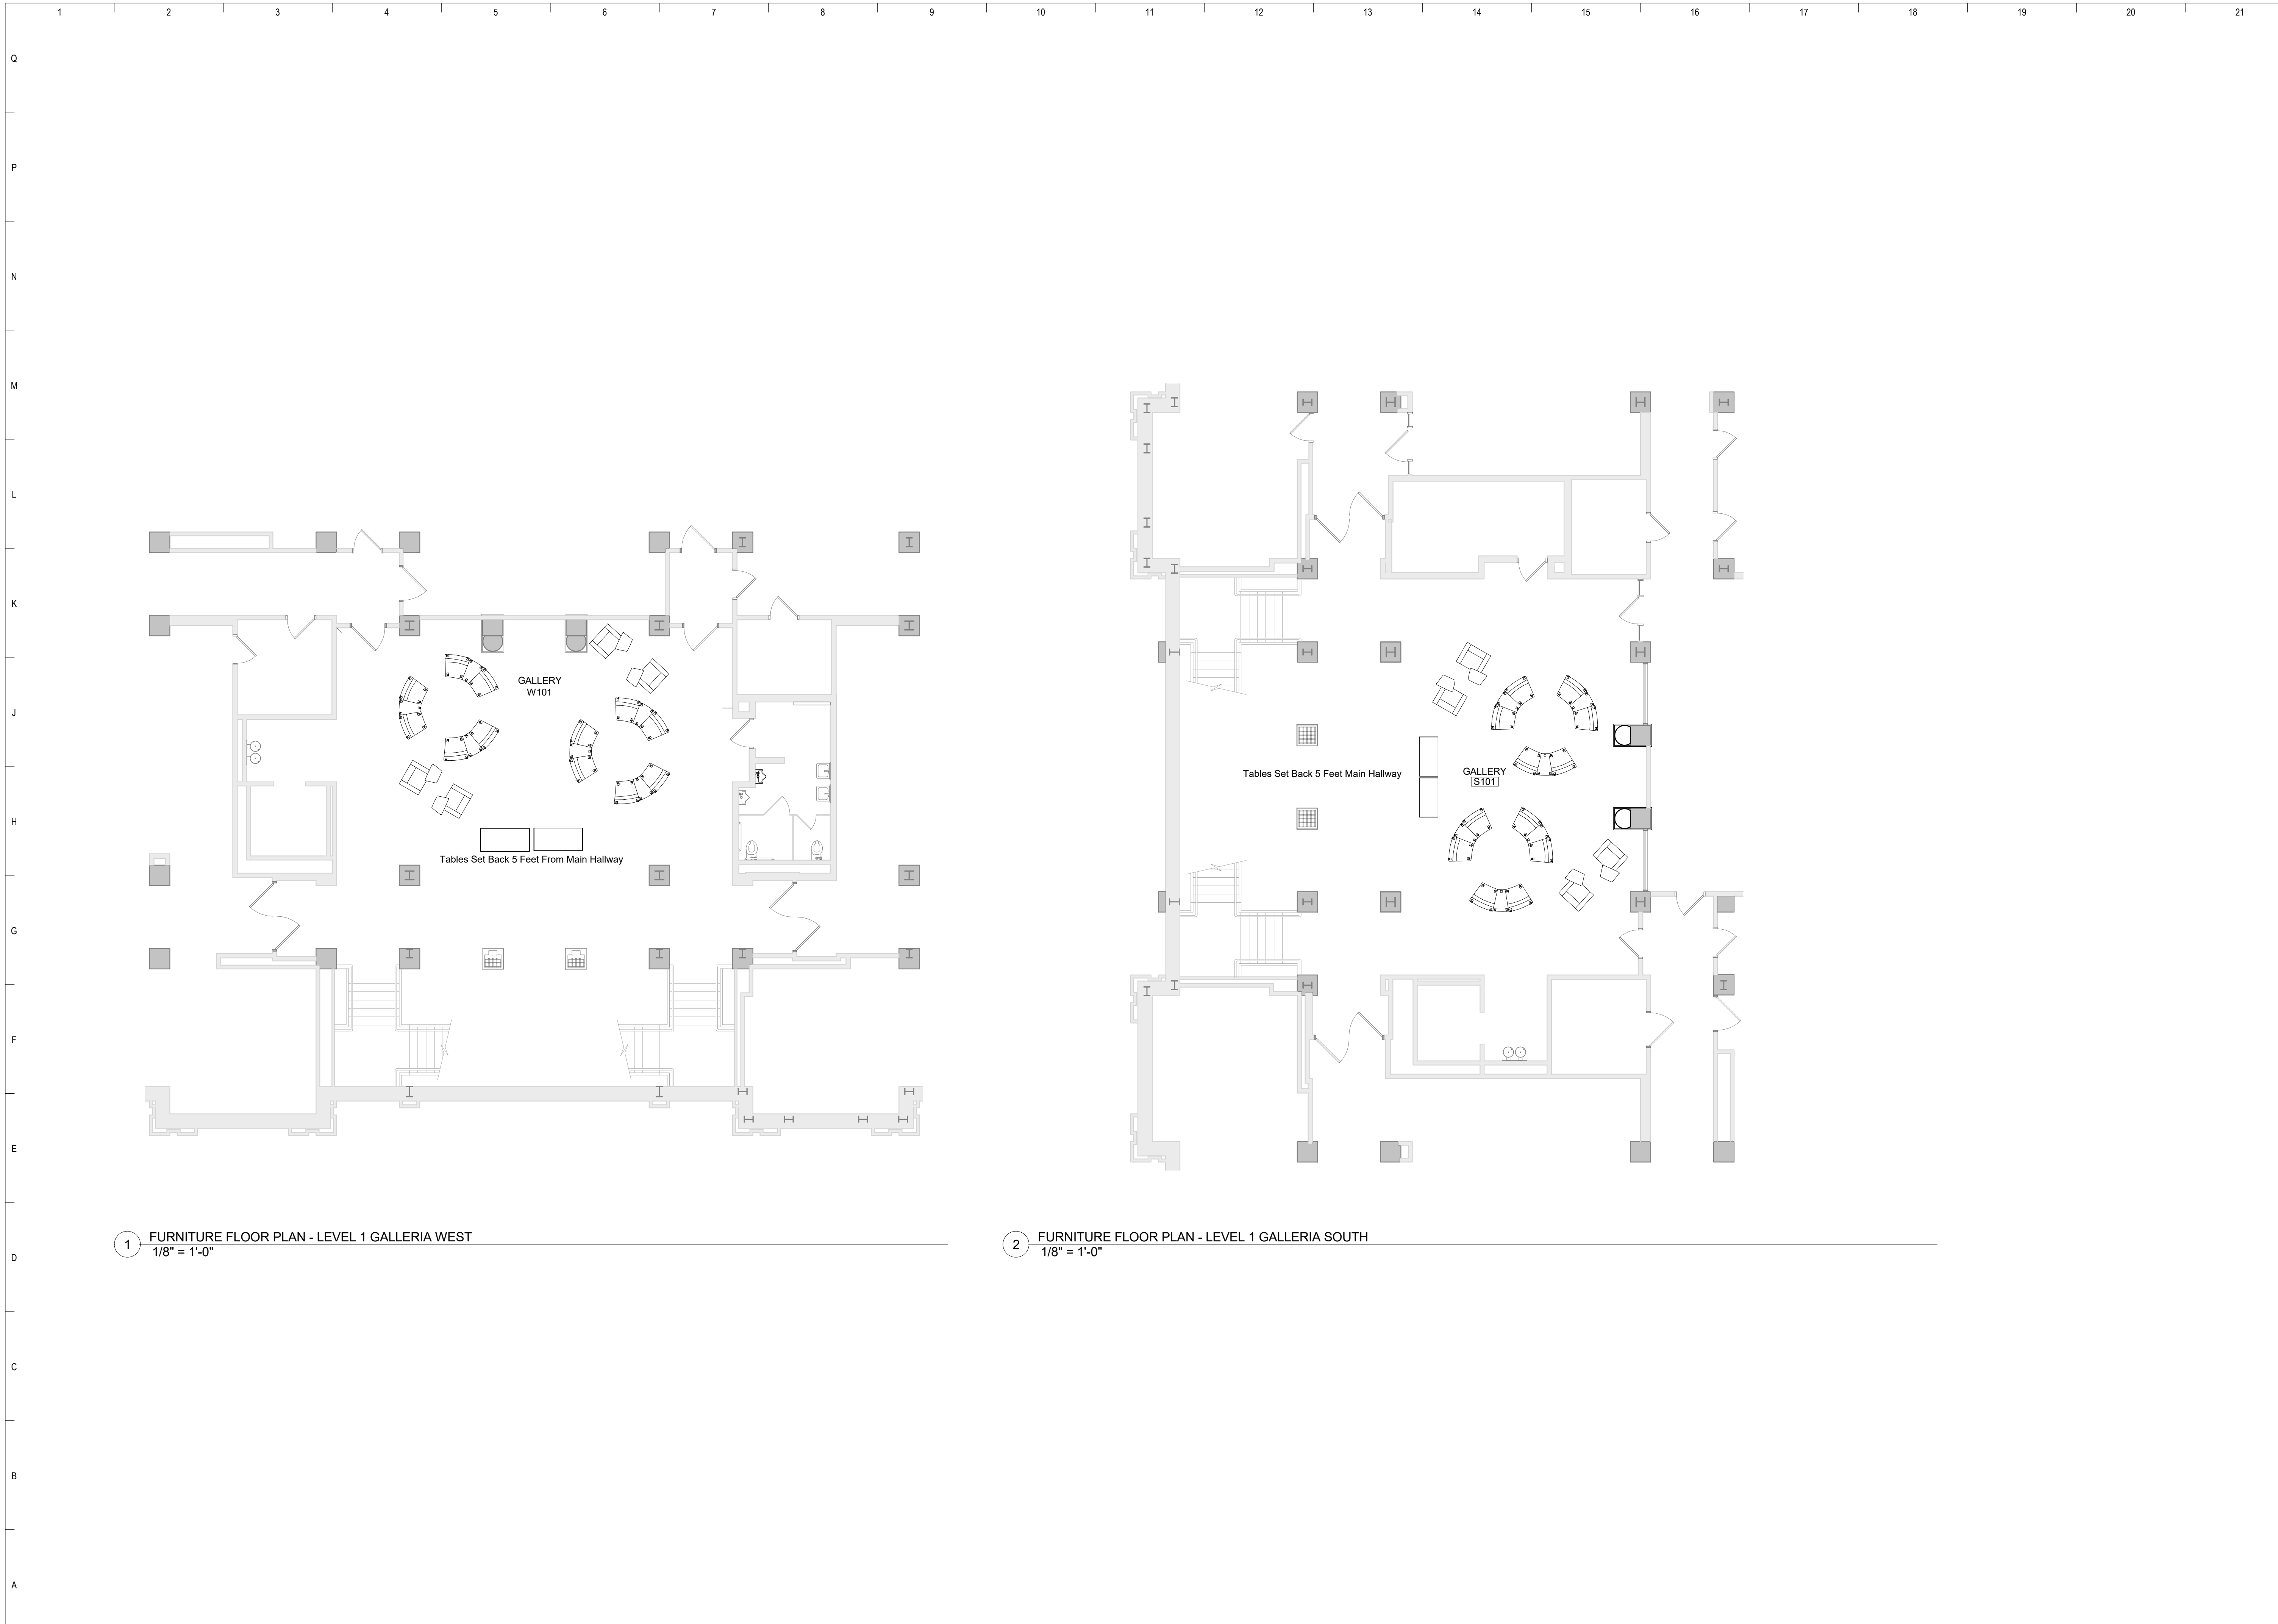 1 2 3 4 5 6 7 8 9 10 11 12 13 14 15 16 17 18 19 20 21
Q
P
N
M
L
K
J
H
G
F
E
D
C
B
A
GALLERY
W101
Tables Set Back 5 Feet From Main Hallway
Tables Set Back 5 Feet Main Hallway
GALLERY
S101
1 FURNITURE FLOOR PLAN - LEVEL 1 GALLERIA WEST
1/8" = 1'-0"
2 FURNITURE FLOOR PLAN - LEVEL 1 GALLERIA SOUTH
1/8" = 1'-0"